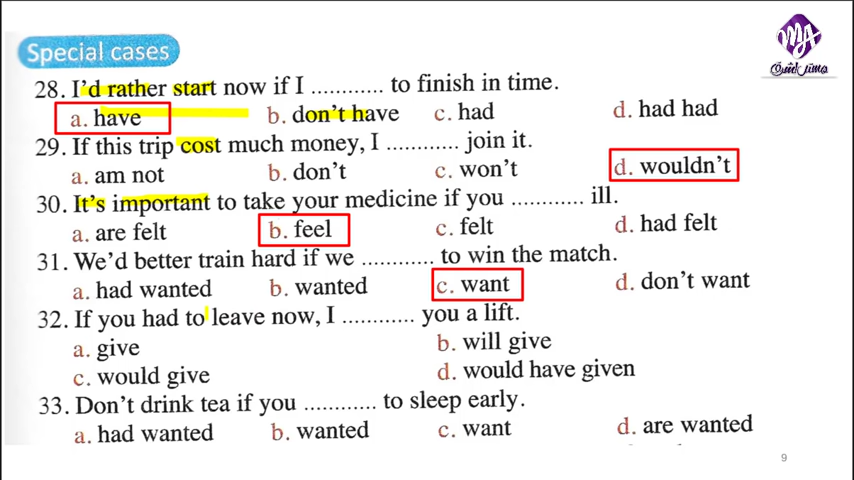 MA
Special cases
28. I'd rather start now if I ............ to finish in time.
a. have b. don't have c. had d. had had
29. If this trip cost much money, I ............ join it.
a. am not b. don't c. won't d. wouldn't
30. It's important to take your medicine if you ............ ill.
a. are felt b. feel c. felt d. had felt
31. We'd better train hard if we ............ to win the match.
a. had wanted b. wanted c. want d. don't want
32. If you had to leave now, I ............ you a lift.
a. give b. will give
c. would give d. would have given
33. Don't drink tea if you ............ to sleep early.
a. had wanted b. wanted c. want d. are wanted
9